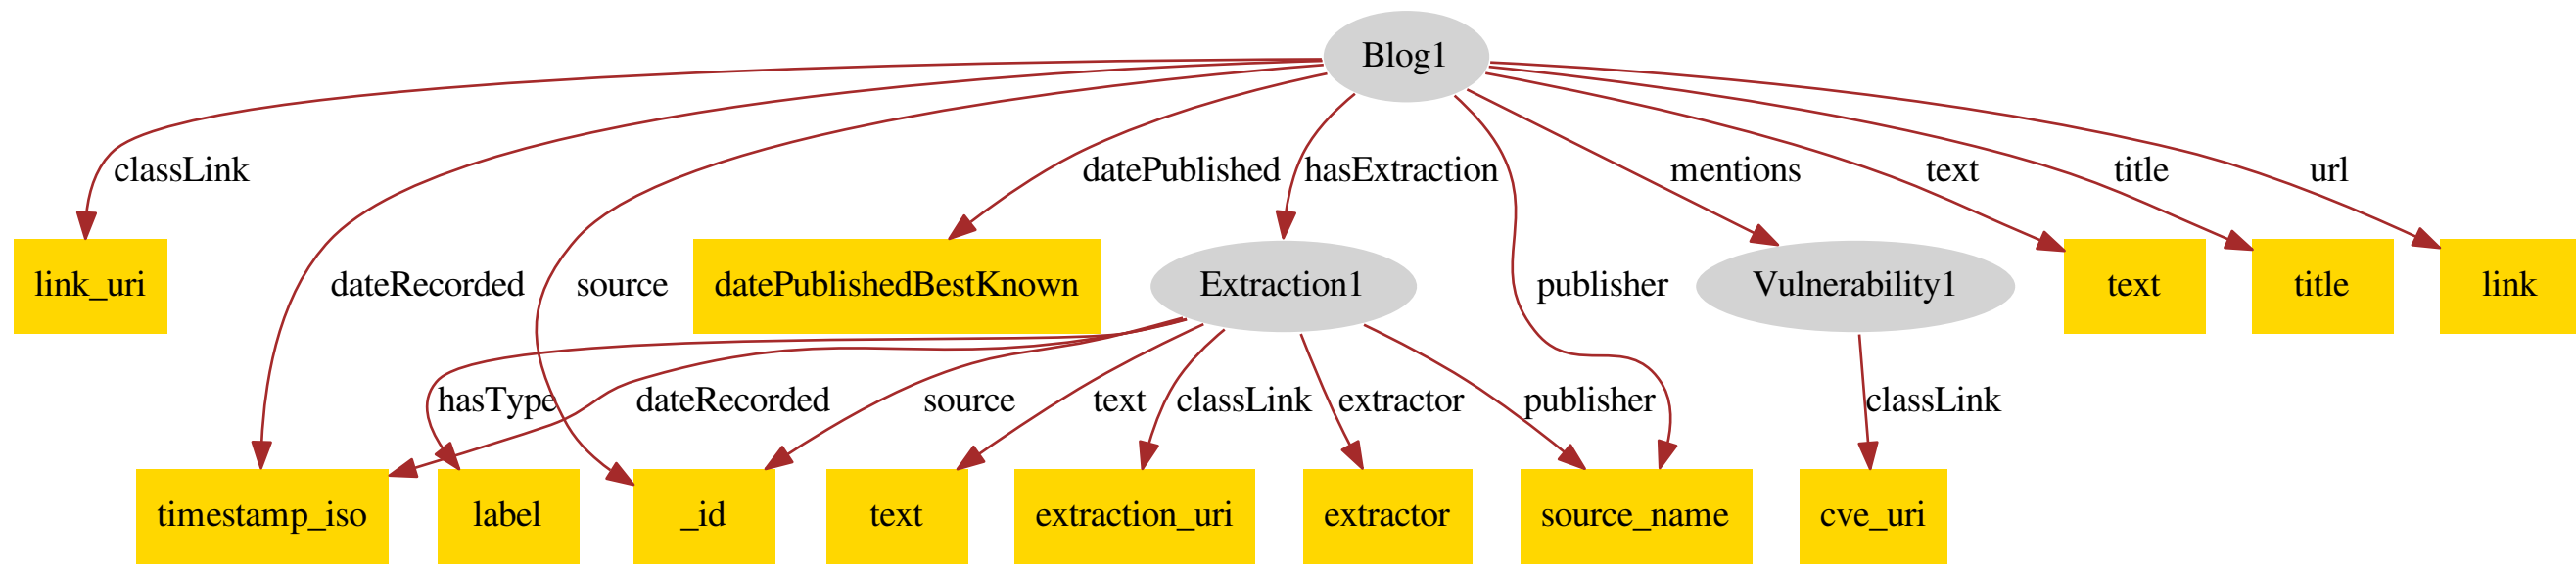 Blog1
classLink
datePublished
hasExtraction
mentions
text
title
url
link_uri
dateRecorded
source
datePublishedBestKnown
Extraction1
publisher
Vulnerability1
text
title
link
hasType
dateRecorded
source
text
classLink
extractor
publisher
classLink
timestamp_iso
label
_id
text
extraction_uri
extractor
source_name
cve_uri